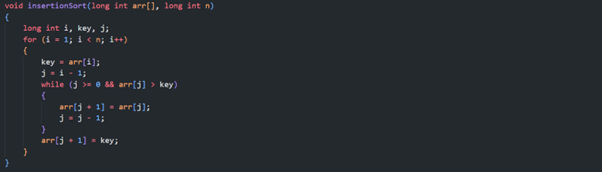 void insertionSort(long int arr[], long int n)
{
    long int i, key, j;
    for (i = 1; i < n; i++)
    {
        key = arr[i];
        j = i - 1;
        while (j >= 0 && arr[j] > key)
        {
            arr[j + 1] = arr[j];
            j = j - 1;
        }
        arr[j + 1] = key;
    }
}